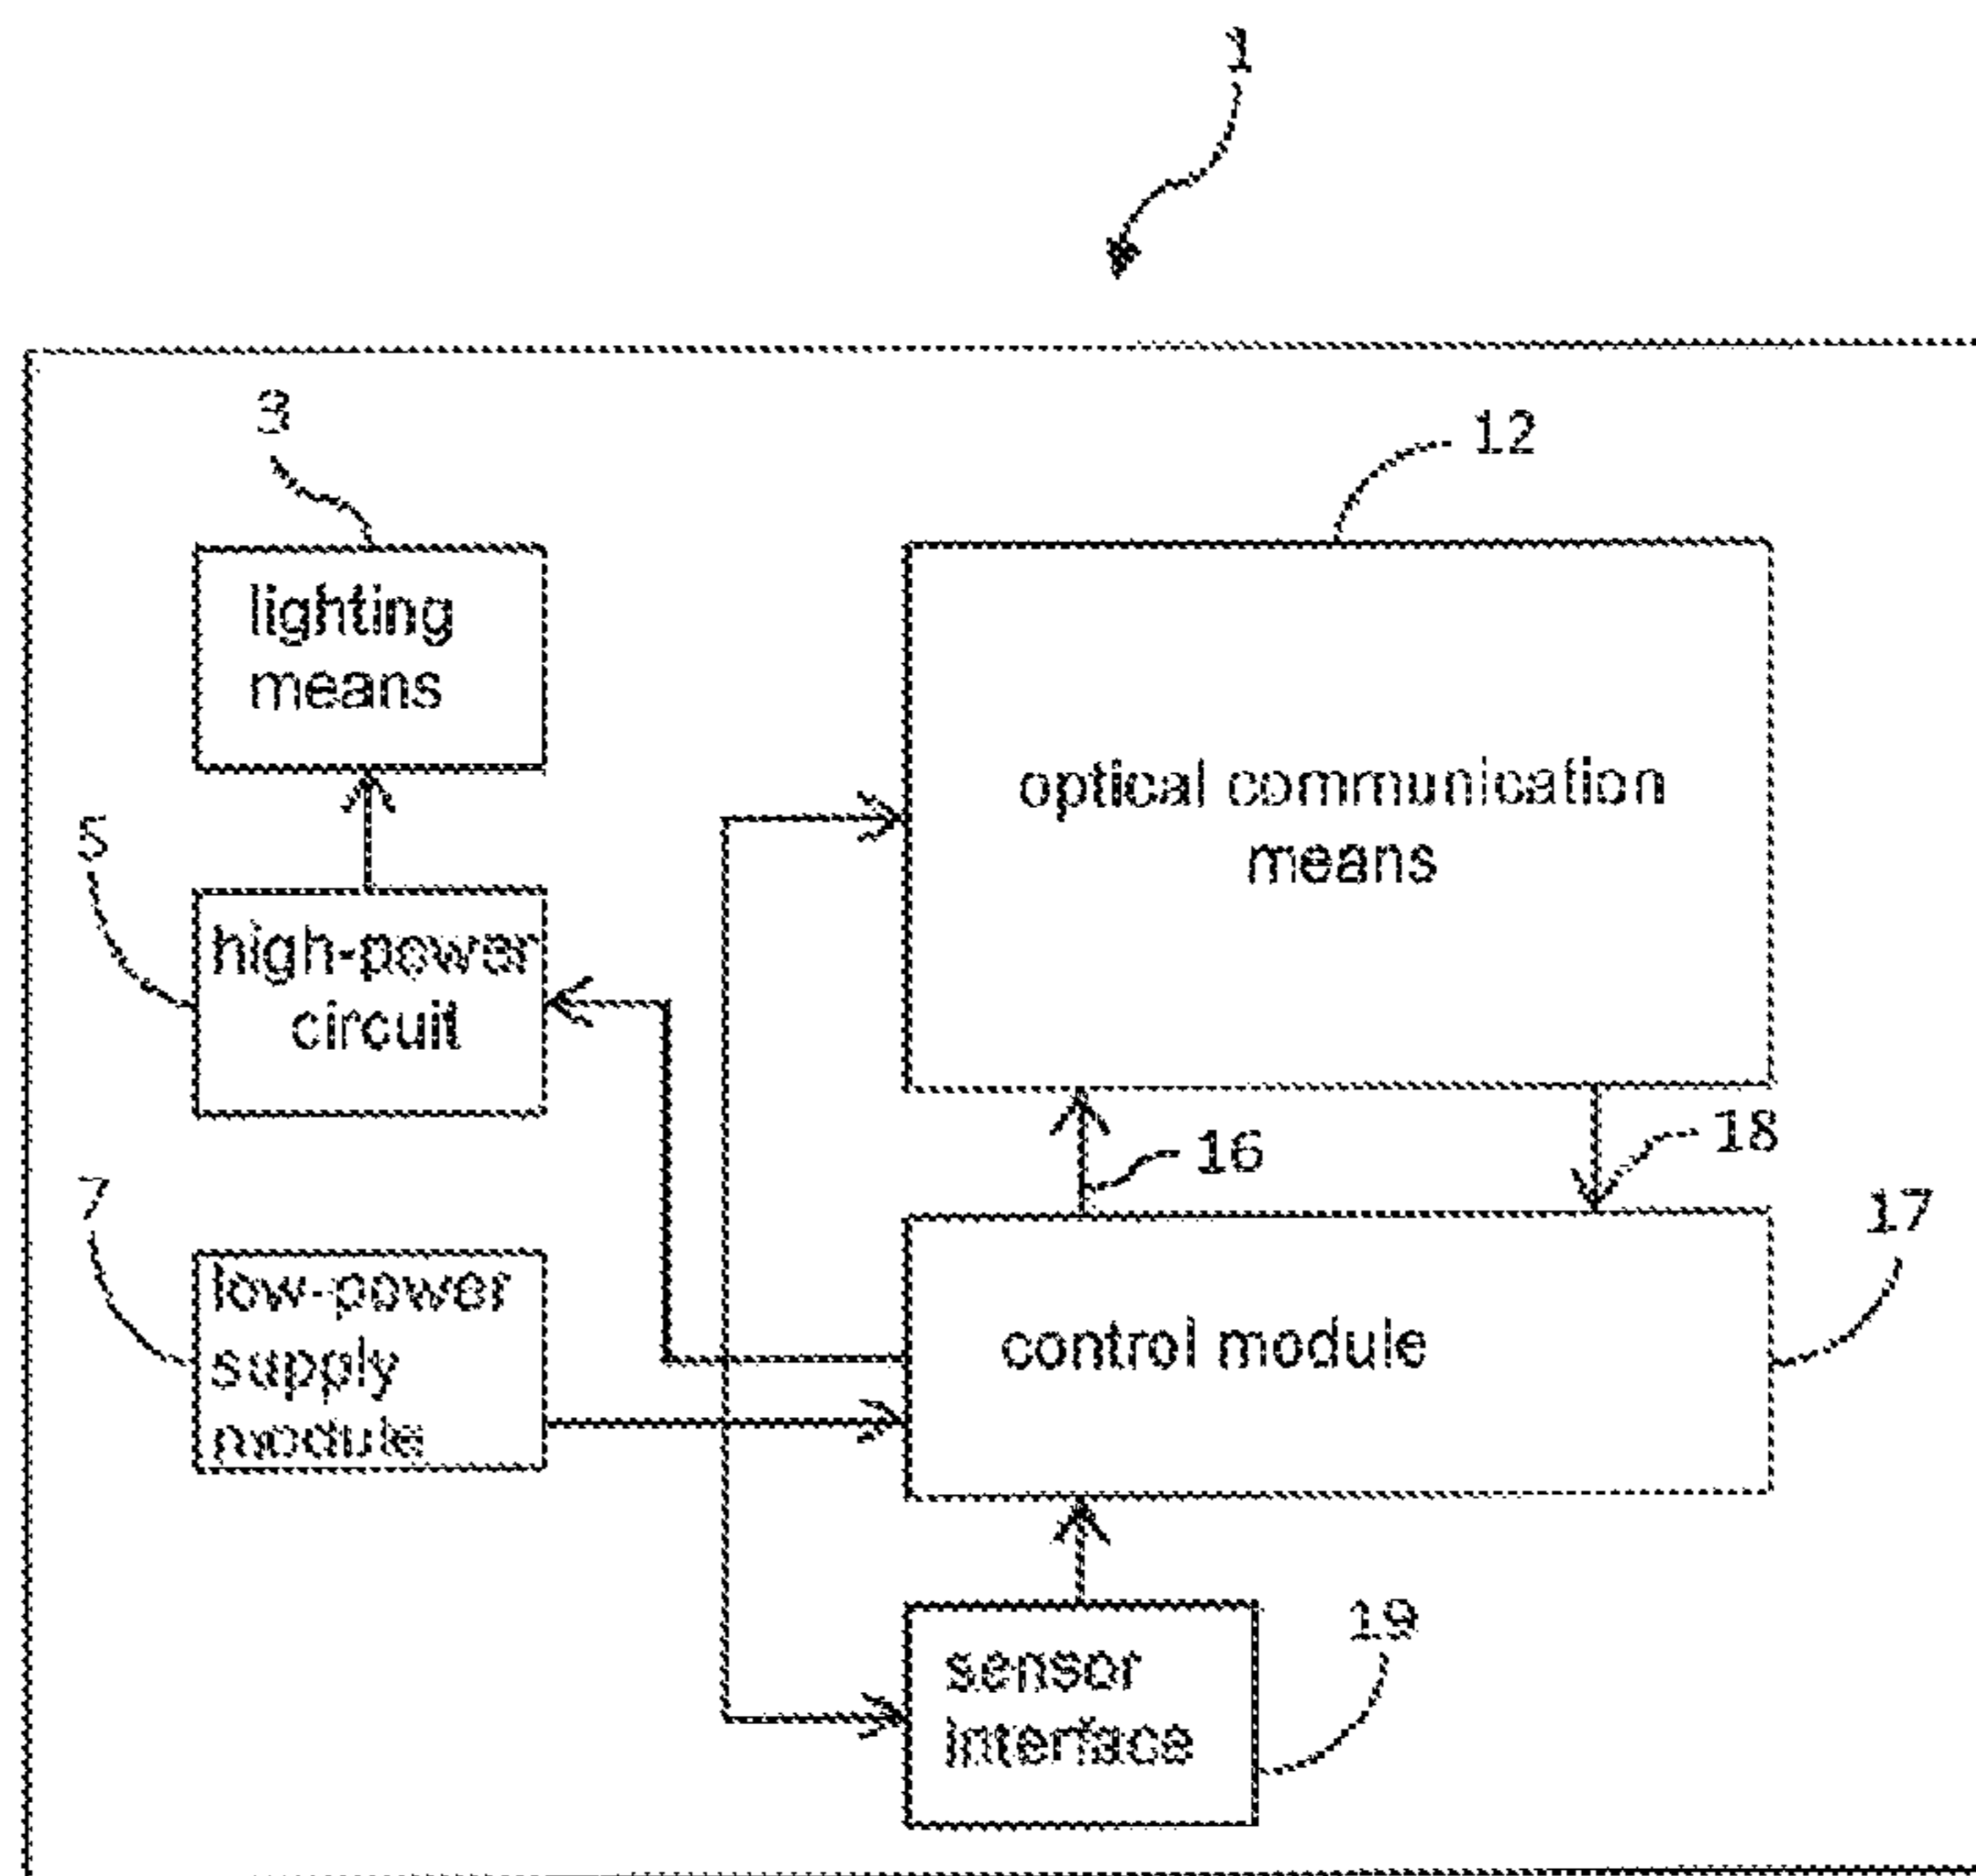 1
3
12
lighting
means
optical communication
means
5
high-power
circuit
16
18
7
17
low-power
supply
module
control module
19
sensor
interface